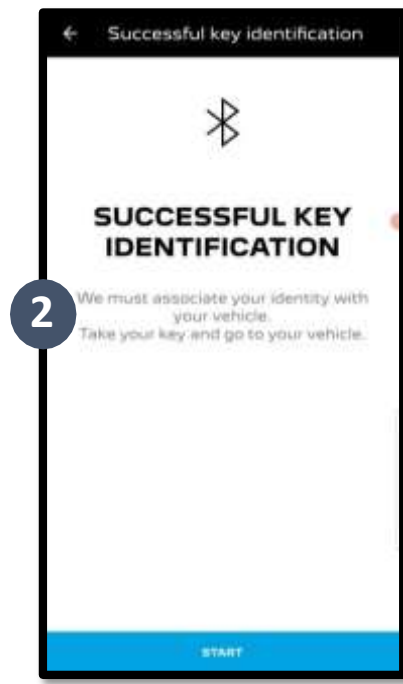 Successful key identification
SUCCESSFUL KEY
IDENTIFICATION
2
We must associate your identity with
your vehicle.
Take your key and go to your vehicle.
START